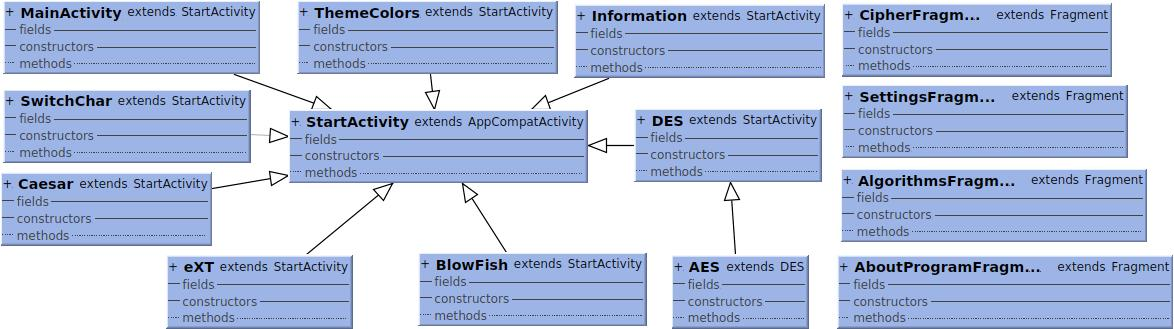 + MainActivity extends StartActivity
fields
constructors
methods
+ ThemeColors extends StartActivity
fields
constructors
methods
+ Information extends StartActivity
fields
constructors
methods
+ CipherFragm... extends Fragment
fields
constructors
methods
+ SwitchChar extends StartActivity
fields
constructors
methods
+ StartActivity extends AppCompatActivity
fields
constructors
methods
+ DES extends StartActivity
fields
constructors
methods
+ SettingsFragm... extends Fragment
fields
constructors
methods
+ Caesar extends StartActivity
fields
constructors
methods
+ AlgorithmsFragm... extends Fragment
fields
constructors
methods
+ eXT extends StartActivity
fields
constructors
methods
+ BlowFish extends StartActivity
fields
constructors
methods
+ AES extends DES
fields
constructors
methods
+ AboutProgramFragm... extends Fragment
fields
constructors
methods